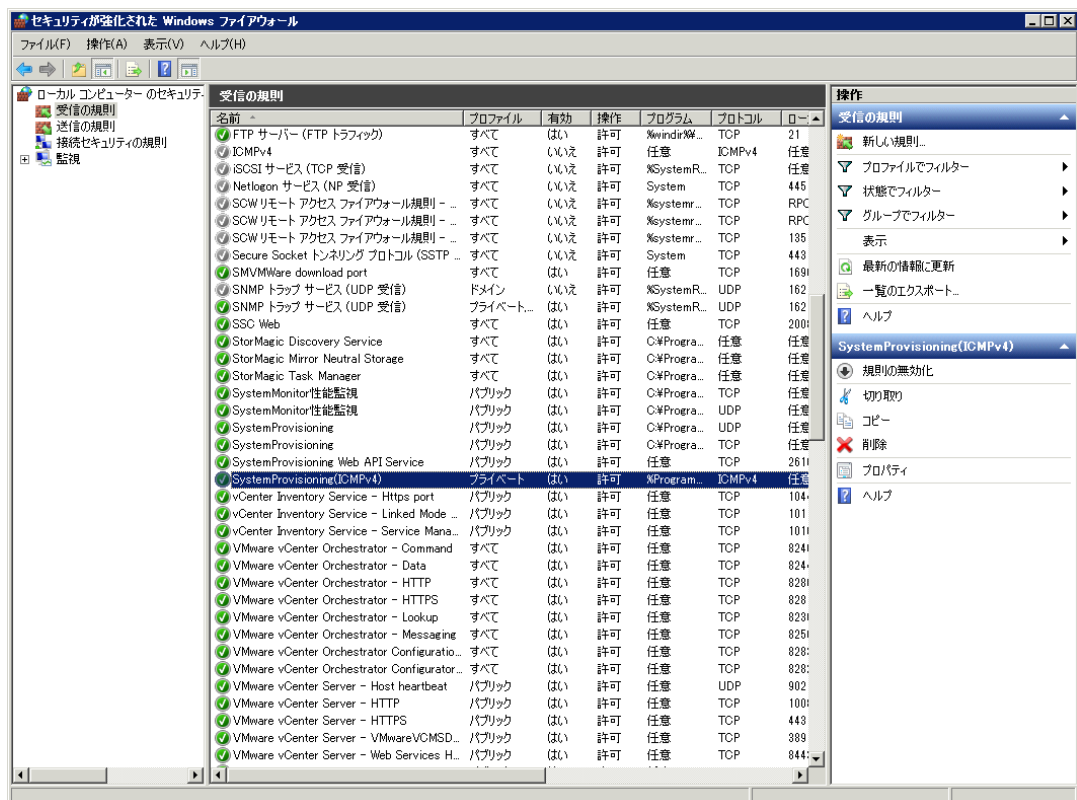 セキュリティが強化された Windows ファイアウォール
ファイル(F) 操作(A) 表示(V) ヘルプ(H)
ローカル コンピューター のセキュリテ
受信の規則
送信の規則
接続セキュリティの規則
監視
受信の規則
名前 プロファイル 有効 操作 プログラム プロトコル
FTP サーバー (FTP トラフィック) すべて はい 許可 %windir%¥... TCP 21
ICMPv4 すべて いいえ 許可 任意 ICMPv4 任意
iSCSI サービス (TCP 受信) すべて いいえ 許可 %SystemR... TCP 任意
Netlogon サービス (NP 受信) すべて いいえ 許可 System TCP 445
SCW リモート アクセス ファイアウォール規則 - ... すべて いいえ 許可 %systemr... TCP RPC
SCW リモート アクセス ファイアウォール規則 - ... すべて いいえ 許可 %systemr... TCP RPC
SCW リモート アクセス ファイアウォール規則 - ... すべて いいえ 許可 %systemr... TCP 135
Secure Socket トンネリング プロトコル (SSTP ... すべて いいえ 許可 System TCP 443
SMVMWare download port すべて はい 許可 任意 TCP 169
SNMP トラップ サービス (UDP 受信) ドメイン いいえ 許可 %SystemR... UDP 162
SNMP トラップ サービス (UDP 受信) プライベート,... はい 許可 %SystemR... UDP 162
SSC Web すべて はい 許可 任意 TCP 200
StorMagic Discovery Service すべて はい 許可 C:¥Progra... 任意 任意
StorMagic Mirror Neutral Storage すべて はい 許可 C:¥Progra... 任意 任意
StorMagic Task Manager すべて はい 許可 C:¥Progra... 任意 任意
SystemMonitor性能監視 パブリック はい 許可 C:¥Progra... TCP 任意
SystemMonitor性能監視 パブリック はい 許可 C:¥Progra... UDP 任意
SystemProvisioning パブリック はい 許可 C:¥Progra... UDP 任意
SystemProvisioning パブリック はい 許可 C:¥Progra... TCP 任意
SystemProvisioning Web API Service パブリック はい 許可 任意 TCP 261
SystemProvisioning(ICMPv4) プライベート はい 許可 %Program... ICMPv4 任意
vCenter Inventory Service - Https port パブリック はい 許可 任意 TCP 104
vCenter Inventory Service - Linked Mode ... パブリック はい 許可 任意 TCP 101
vCenter Inventory Service - Service Mana... パブリック はい 許可 任意 TCP 101
VMware vCenter Orchestrator - Command すべて はい 許可 任意 TCP 824
VMware vCenter Orchestrator - Data すべて はい 許可 任意 TCP 824
VMware vCenter Orchestrator - HTTP すべて はい 許可 任意 TCP 828
VMware vCenter Orchestrator - HTTPS すべて はい 許可 任意 TCP 828
VMware vCenter Orchestrator - Lookup すべて はい 許可 任意 TCP 823
VMware vCenter Orchestrator - Messaging すべて はい 許可 任意 TCP 825
VMware vCenter Orchestrator Configuratio... すべて はい 許可 任意 TCP 828
VMware vCenter Orchestrator Configurator... すべて はい 許可 任意 TCP 828
VMware vCenter Server - Host heartbeat パブリック はい 許可 任意 UDP 902
VMware vCenter Server - HTTP パブリック はい 許可 任意 TCP 100
VMware vCenter Server - HTTPS パブリック はい 許可 任意 TCP 443
VMware vCenter Server - VMwareVCMSD... パブリック はい 許可 任意 TCP 389
VMware vCenter Server - Web Services H... パブリック はい 許可 任意 TCP 844
操作
受信の規則
新しい規則...
プロファイルでフィルター
状態でフィルター
グループでフィルター
表示
最新の情報に更新
一覧のエクスポート...
ヘルプ
SystemProvisioning(ICMPv4)
規則の無効化
切り取り
コピー
削除
プロパティ
ヘルプ